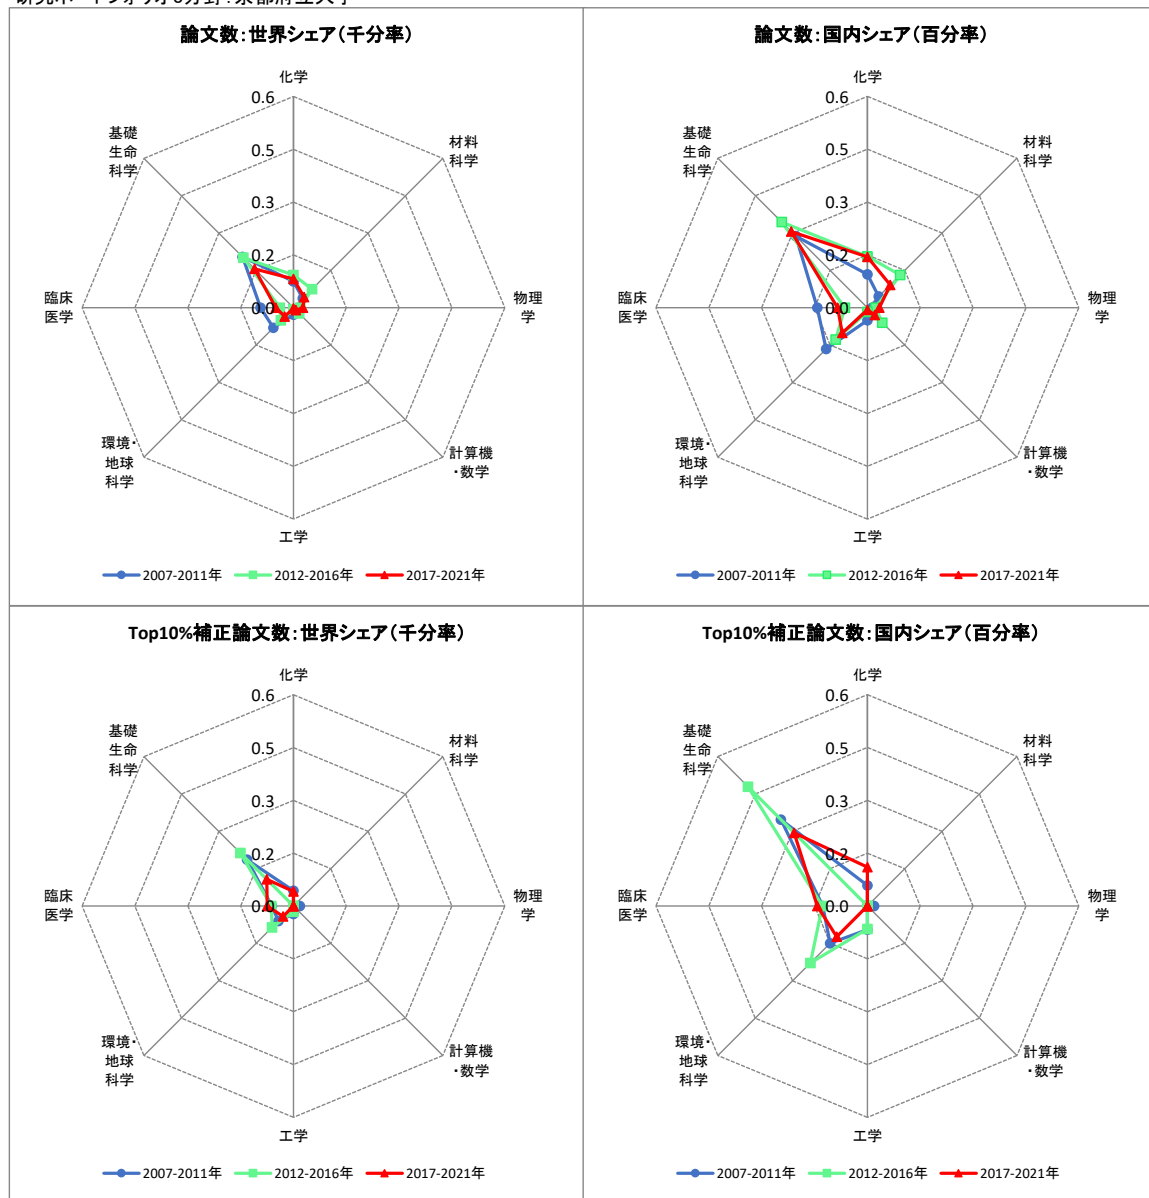 論文数：世界シェア（千分率）
化学
0.6
0.5
0.3
0.2
0.0
材料
科学
物理
学
計算機
・数学
工学
環境・
地球
科学
臨床
医学
基礎
生命
科学
2007-2011年 2012-2016年 2017-2021年
論文数：国内シェア（百分率）
化学
0.6
0.5
0.3
0.2
0.0
材料
科学
物理
学
計算機
・数学
工学
環境・
地球
科学
臨床
医学
基礎
生命
科学
2007-2011年 2012-2016年 2017-2021年
Top10%補正論文数：世界シェア（千分率）
化学
0.6
0.5
0.3
0.2
0.0
材料
科学
物理
学
計算機
・数学
工学
環境・
地球
科学
臨床
医学
基礎
生命
科学
2007-2011年 2012-2016年 2017-2021年
Top10%補正論文数：国内シェア（百分率）
化学
0.6
0.5
0.3
0.2
0.0
材料
科学
物理
学
計算機
・数学
工学
環境・
地球
科学
臨床
医学
基礎
生命
科学
2007-2011年 2012-2016年 2017-2021年